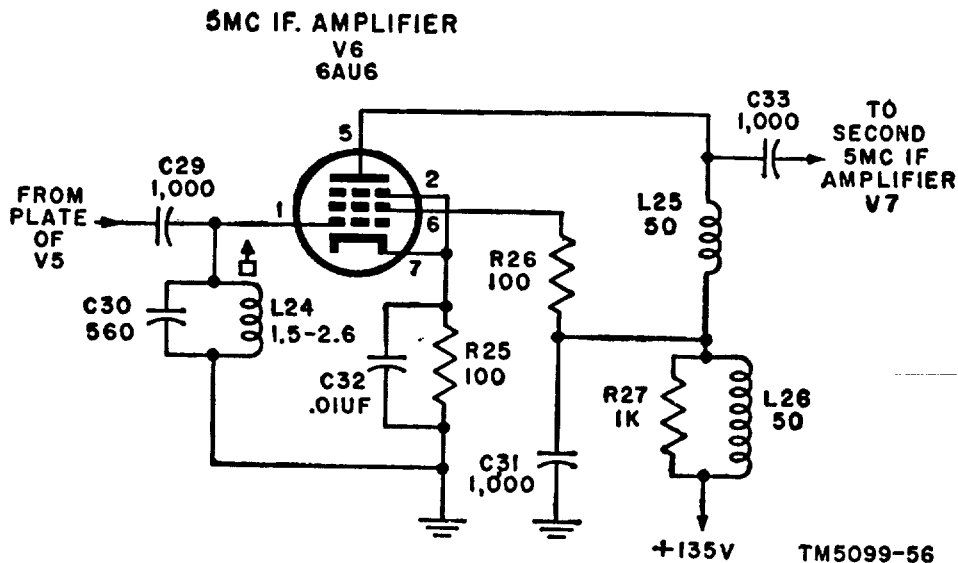 5MC IF. AMPLIFIER
V6
6AU6
C33
1,000
TO
SECOND
5MC IF
AMPLIFIER
V7
5
C29
1,000
2
FROM
PLATE
OF
V5
1
6
L25
50
7
R26
100
C30
560
L24
1.5-2.6
R25
100
C32
.01UF
R27
1K
L26
50
C31
1,000
+135V
TM5099-56